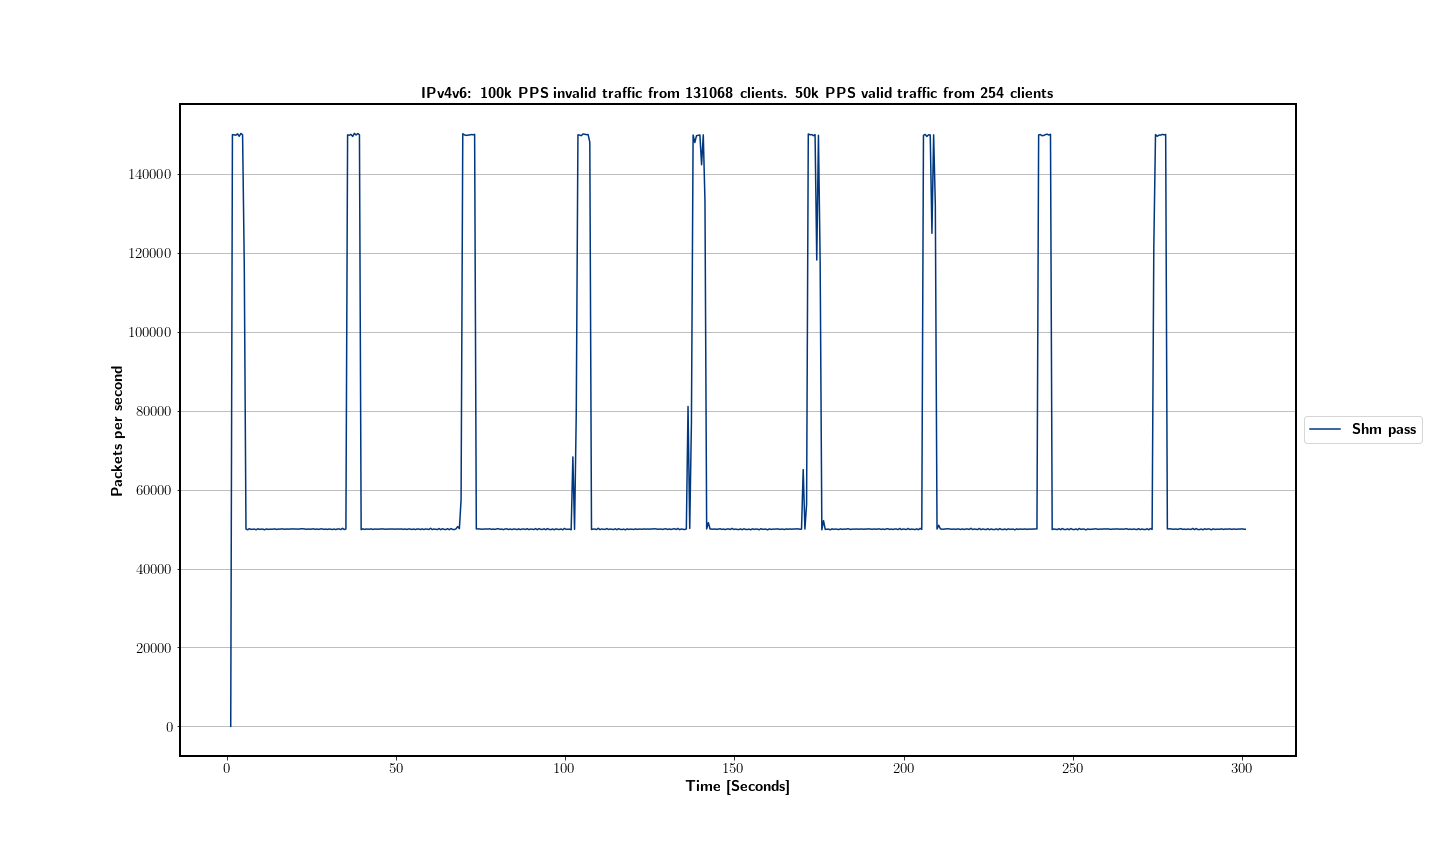 IPv4v6: 100k PPS invalid traffic from 131068 clients. 50k PPS valid traffic from 254 clients
140000
120000
100000
80000
60000
40000
20000
0
Packets per second
Shm pass
0 50 100 150 200 250 300
Time [Seconds]